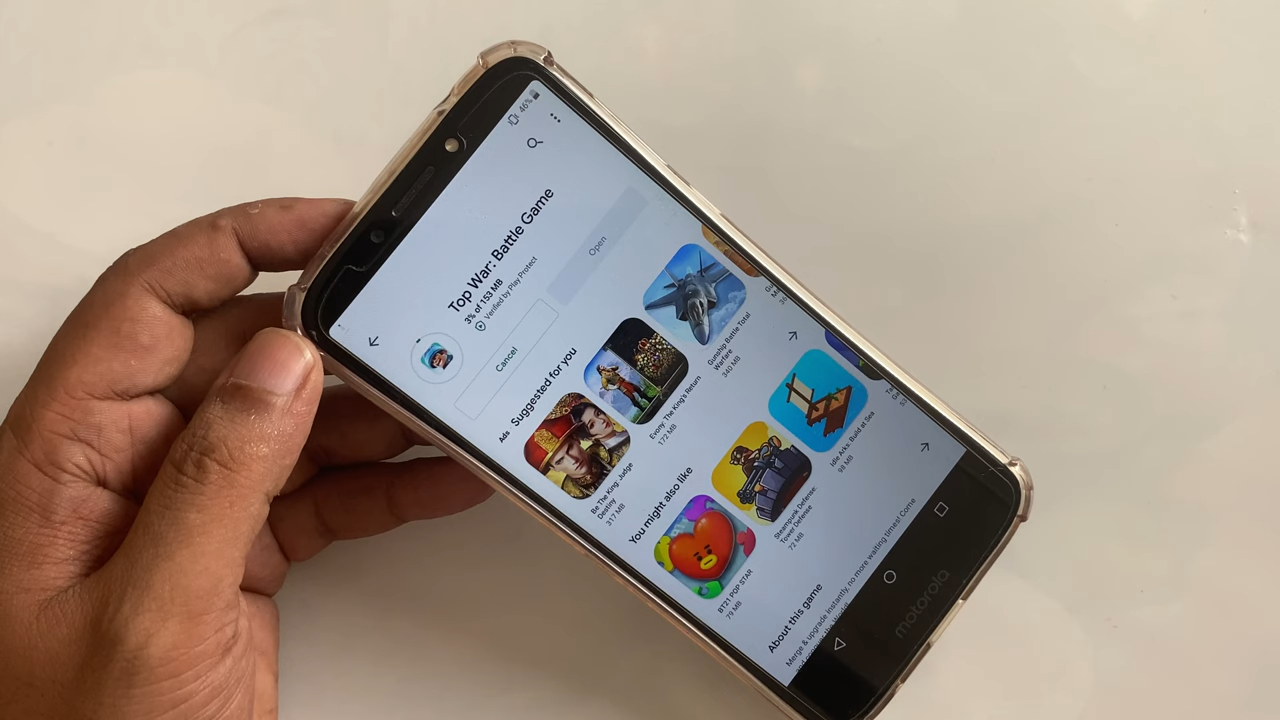 46%
Top War: Battle Game
3% of 153 MB
Verified by Play Protect
Cancel
Open
Ads Suggested for you
Be The King: Judge
Destiny
317 MB
Evony: The King's Return
172 MB
Gunship Battle Total
Warfare
340 MB
You might also like
BT21 POP STAR
79 MB
Steampunk Defense:
Tower Defense
72 MB
Idle Arks: Build at Sea
98 MB
About this game
Merge & upgrade instantly, no more waiting times! Come
motorola